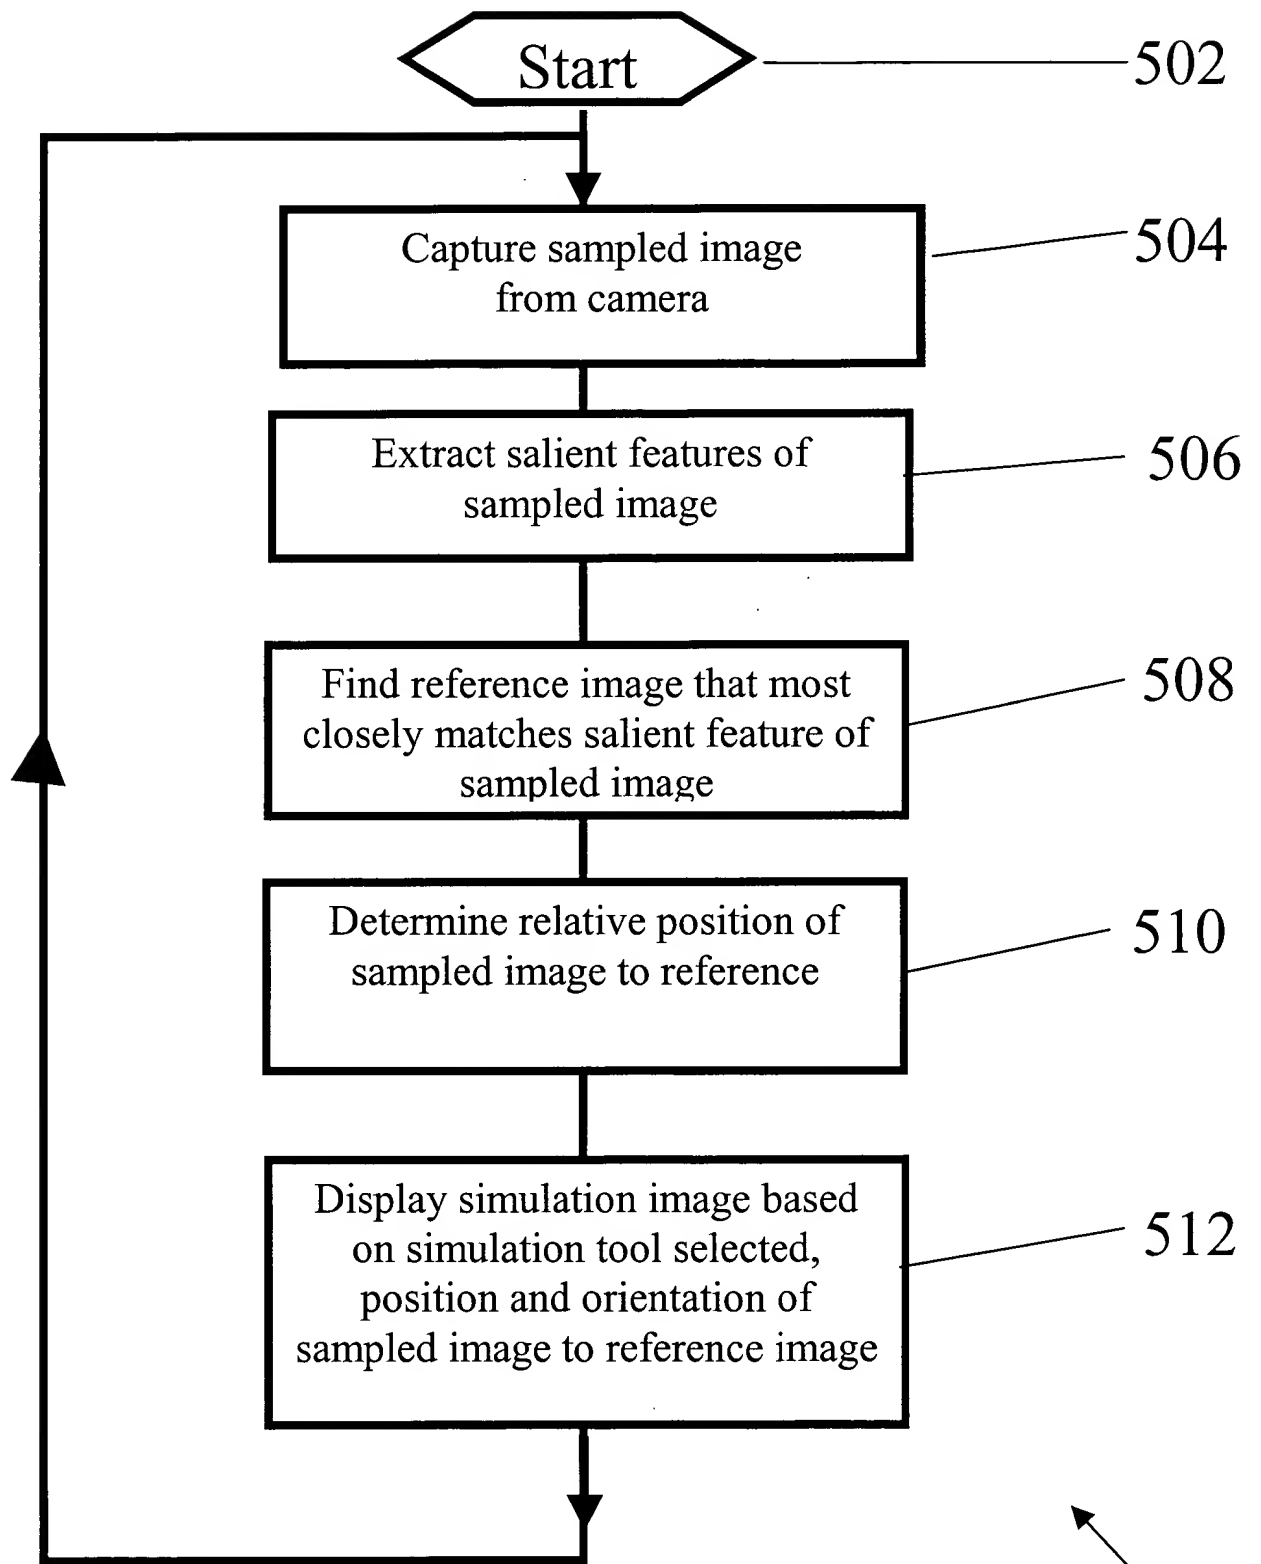 Start
502
Capture sampled image
from camera
504
Extract salient features of
sampled image
506
Find reference image that most
closely matches salient feature of
sampled image
508
Determine relative position of
sampled image to reference
510
Display simulation image based
on simulation tool selected,
position and orientation of
sampled image to reference image
512